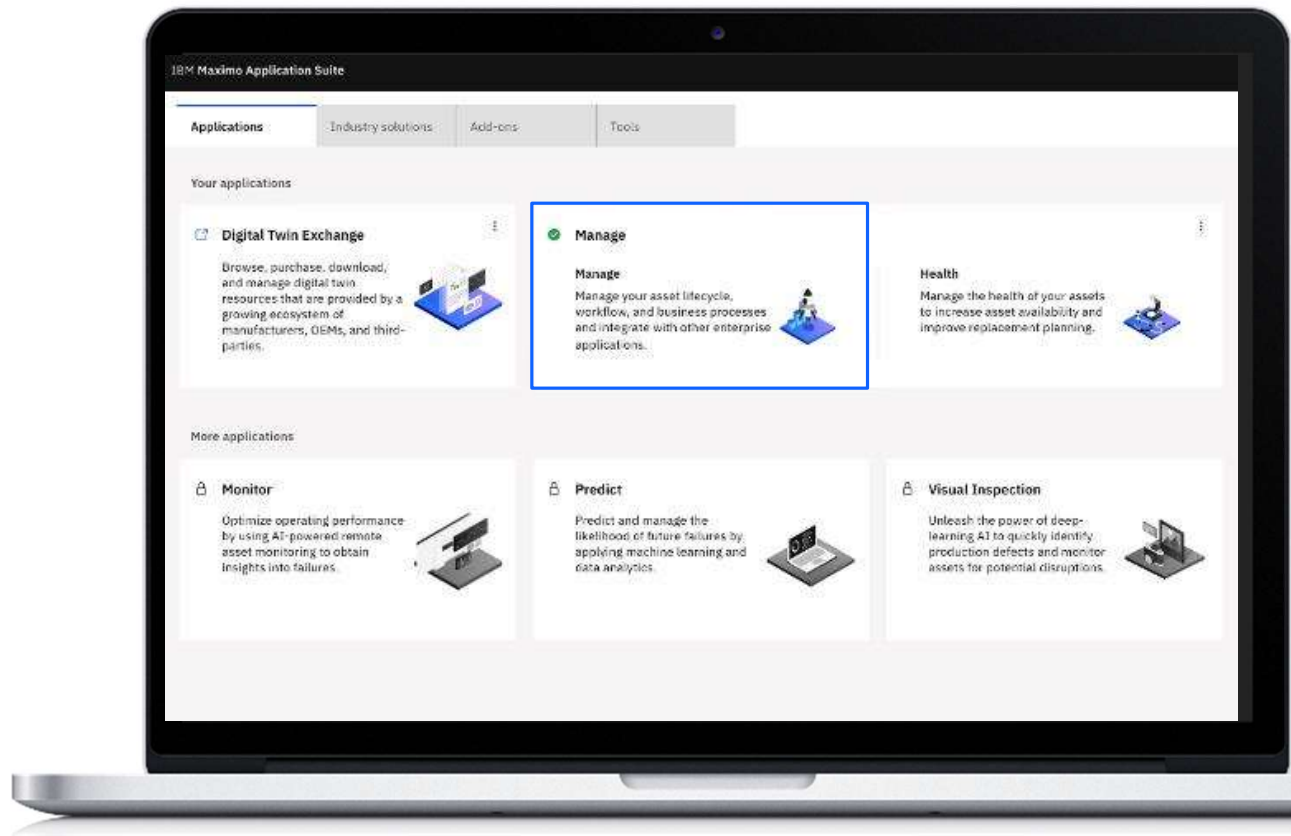 IBM Maximo Application Suite
Applications
Industry solutions
Add-ons
Tools
Your applications
Digital Twin Exchange
Browse, purchase, download,
and manage digital twin
resources that are provided by a
growing ecosystem of
manufacturers, OEMs, and third-
parties.
Manage
Manage
Manage your asset lifecycle,
workflow, and business processes
and integrate with other enterprise
applications.
Health
Manage the health of your assets
to increase asset availability and
improve replacement planning.
More applications
Monitor
Optimize operating performance
by using AI-powered remote
asset monitoring to obtain
insights into failures.
Predict
Predict and manage the
likelihood of future failures by
applying machine learning and
data analytics.
Visual Inspection
Unleash the power of deep-
learning AI to quickly identify
production defects and monitor
assets for potential disruptions.